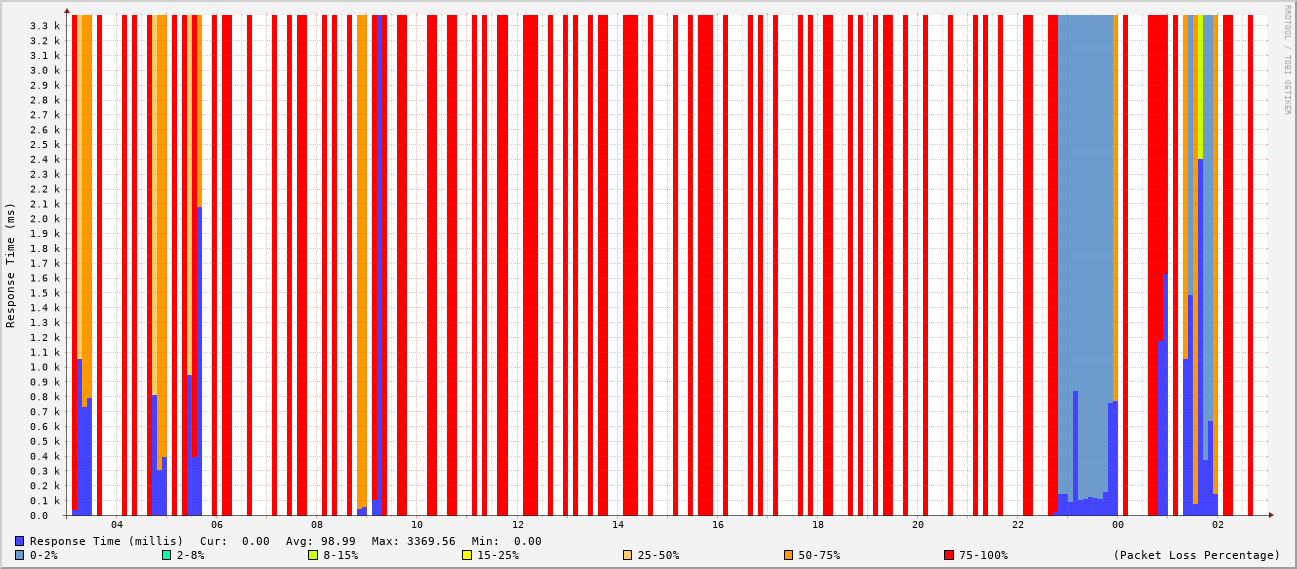 RRDTOOL / TOBI OETIKER
Response Time (ms)
3.3 k
3.2 k
3.1 k
3.0 k
2.9 k
2.8 k
2.7 k
2.6 k
2.5 k
2.4 k
2.3 k
2.2 k
2.1 k
2.0 k
1.9 k
1.8 k
1.7 k
1.6 k
1.5 k
1.4 k
1.3 k
1.2 k
1.1 k
1.0 k
0.9 k
0.8 k
0.7 k
0.6 k
0.5 k
0.4 k
0.3 k
0.2 k
0.1 k
0.0
04 06 08 10 12 14 16 18 20 22 00 02
Response Time (millis) Cur: 0.00 Avg: 98.99 Max: 3369.56 Min: 0.00
0-2% 2-8% 8-15% 15-25% 25-50% 50-75% 75-100% (Packet Loss Percentage)